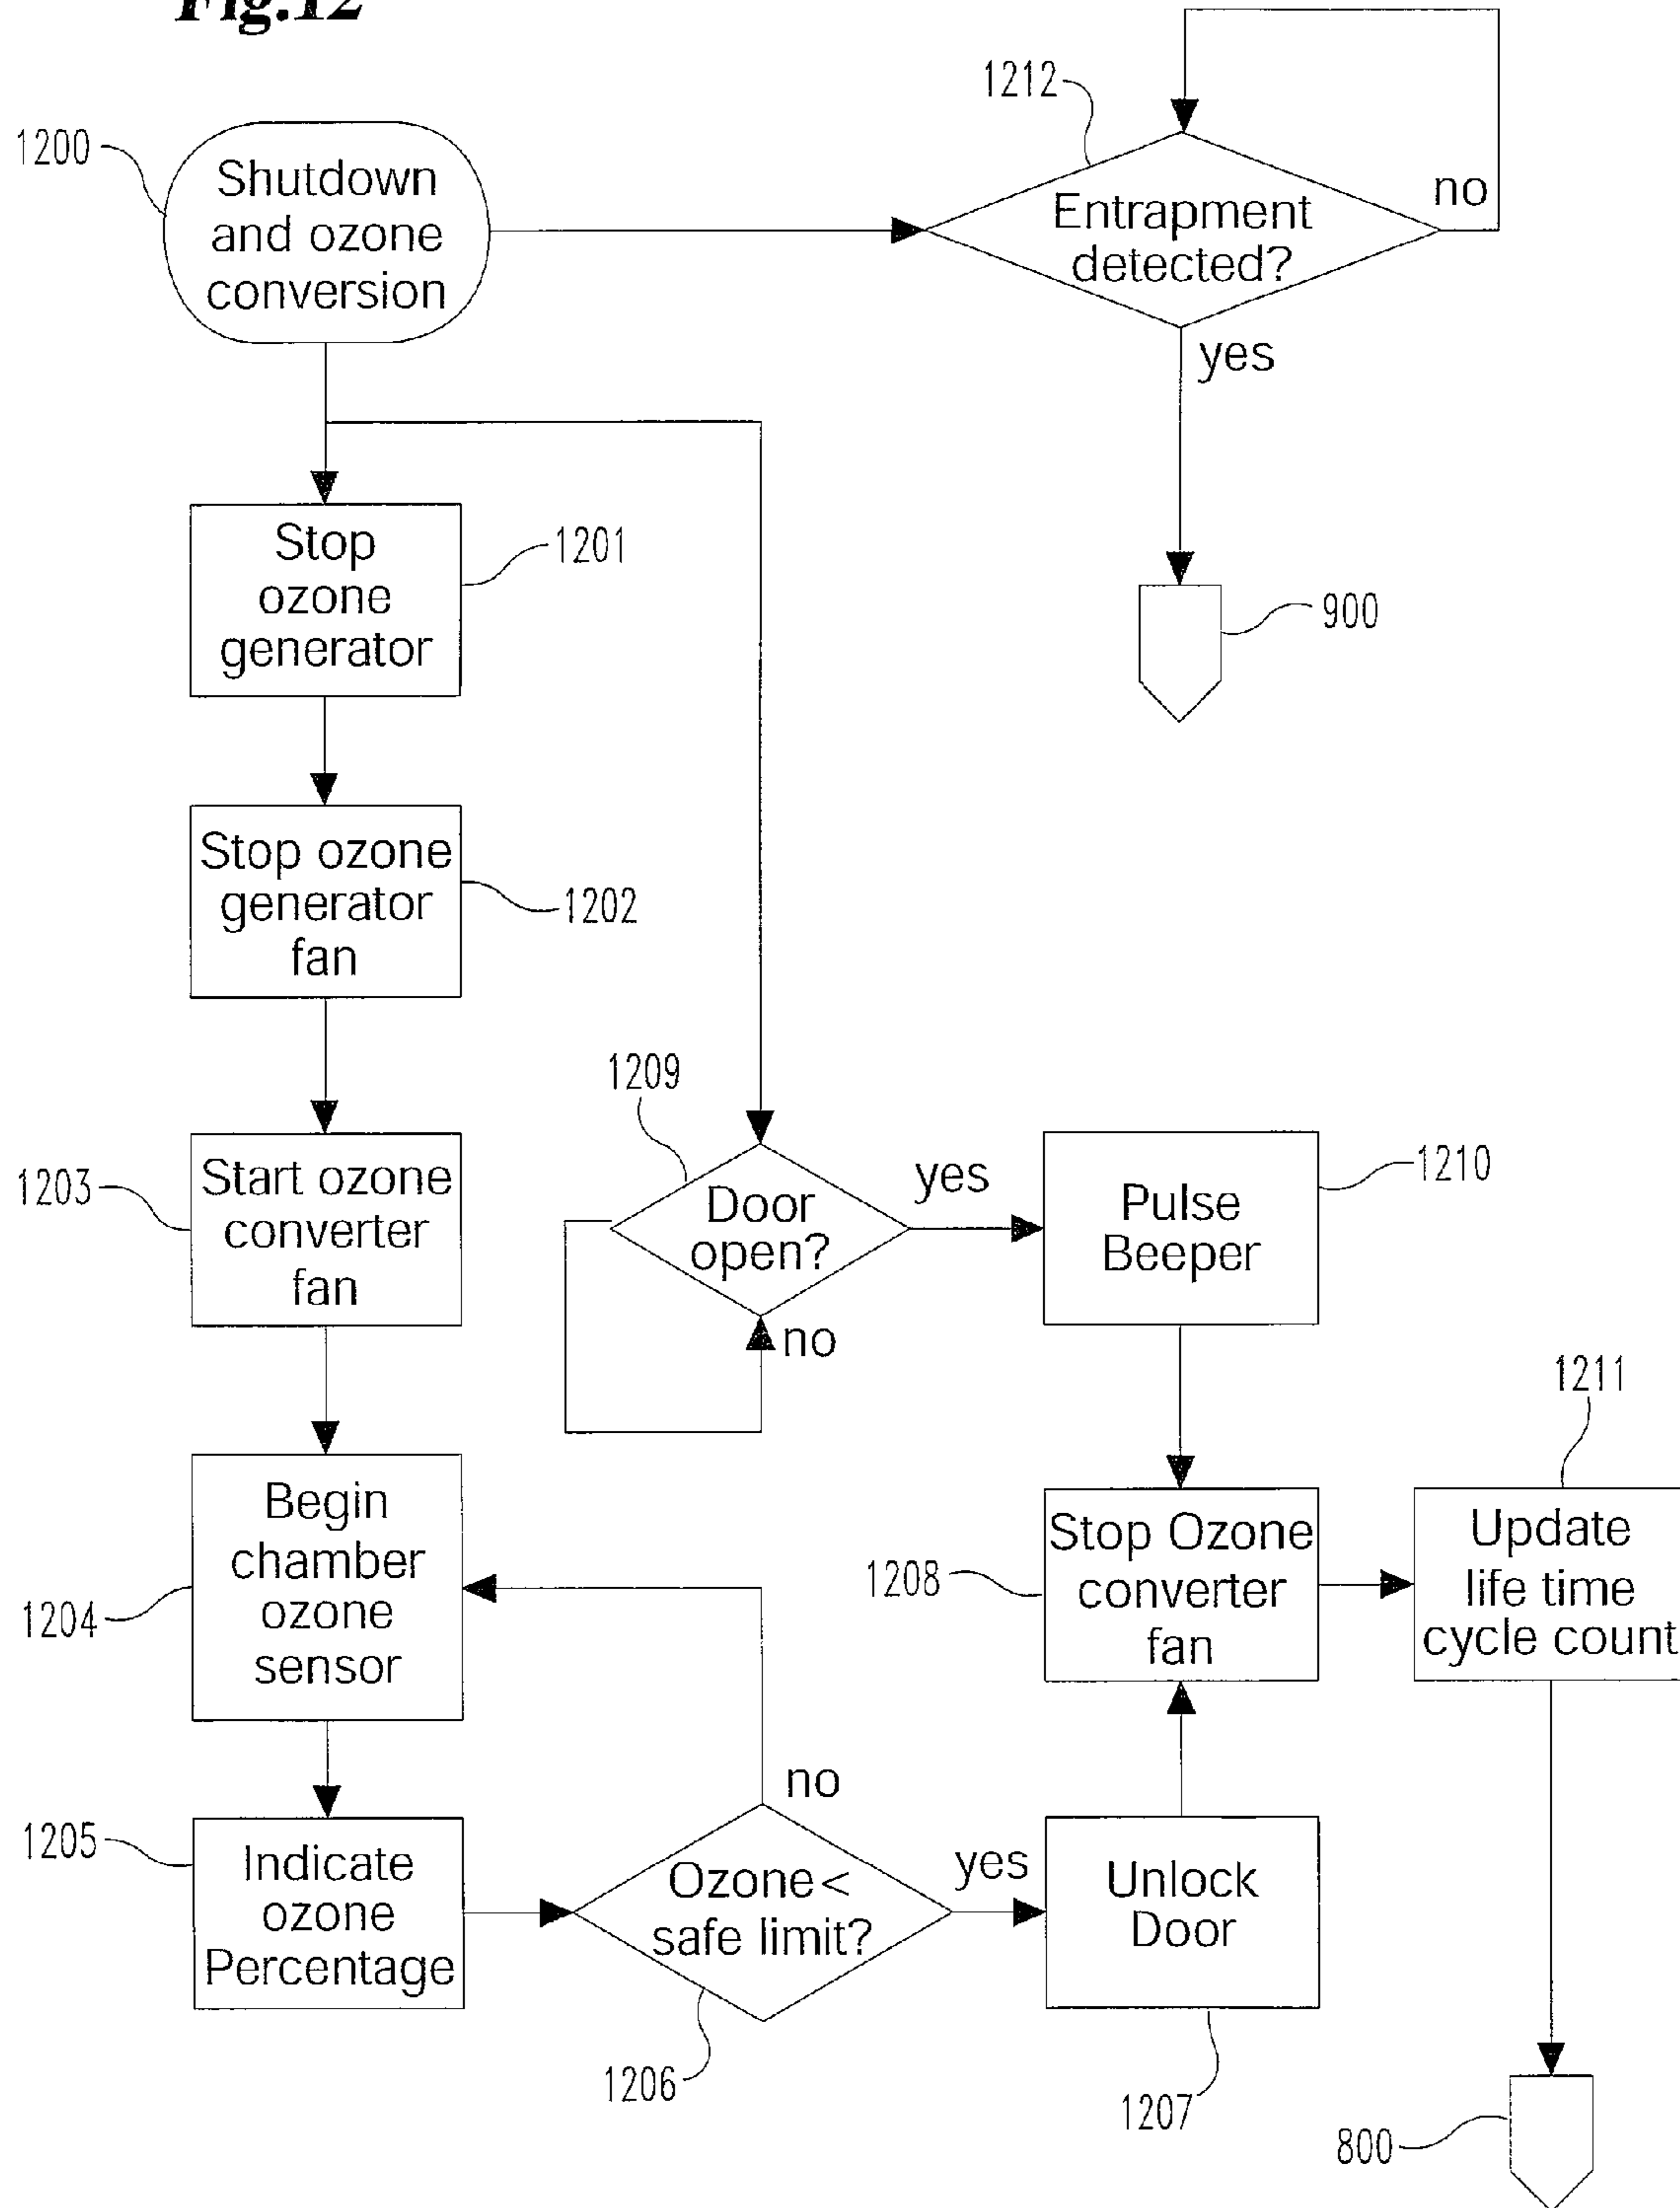 Fig.12
1212
1200
Shutdown
and ozone
conversion
Entrapment
detected?
no
yes
Stop
ozone
generator
1201
900
Stop ozone
generator
fan
1202
1209
1203
Start ozone
converter
fan
Door
open?
yes
no
Pulse
Beeper
1210
1211
Begin
chamber
ozone
sensor
1204
1208
Stop Ozone
converter
fan
Update
life time
cycle count
no
1205
Indicate
ozone
Percentage
Ozone<
safe limit?
yes
Unlock
Door
1206
1207
800